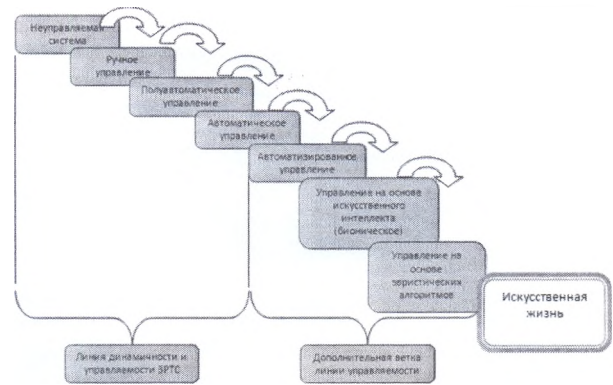 Неуправляемая
система
Ручное
управление
Полуавтоматическое
управление
Автоматическое
управление
Автоматизированное
управление
Управление на основе
искусственного
интеллекта
(бионическое)
Управление на
основе
эвристических
алгоритмов
Искусственная
жизнь
Линия динамичности и
управляемости ЗРТС
Дополнительная ветка
линии управляемости